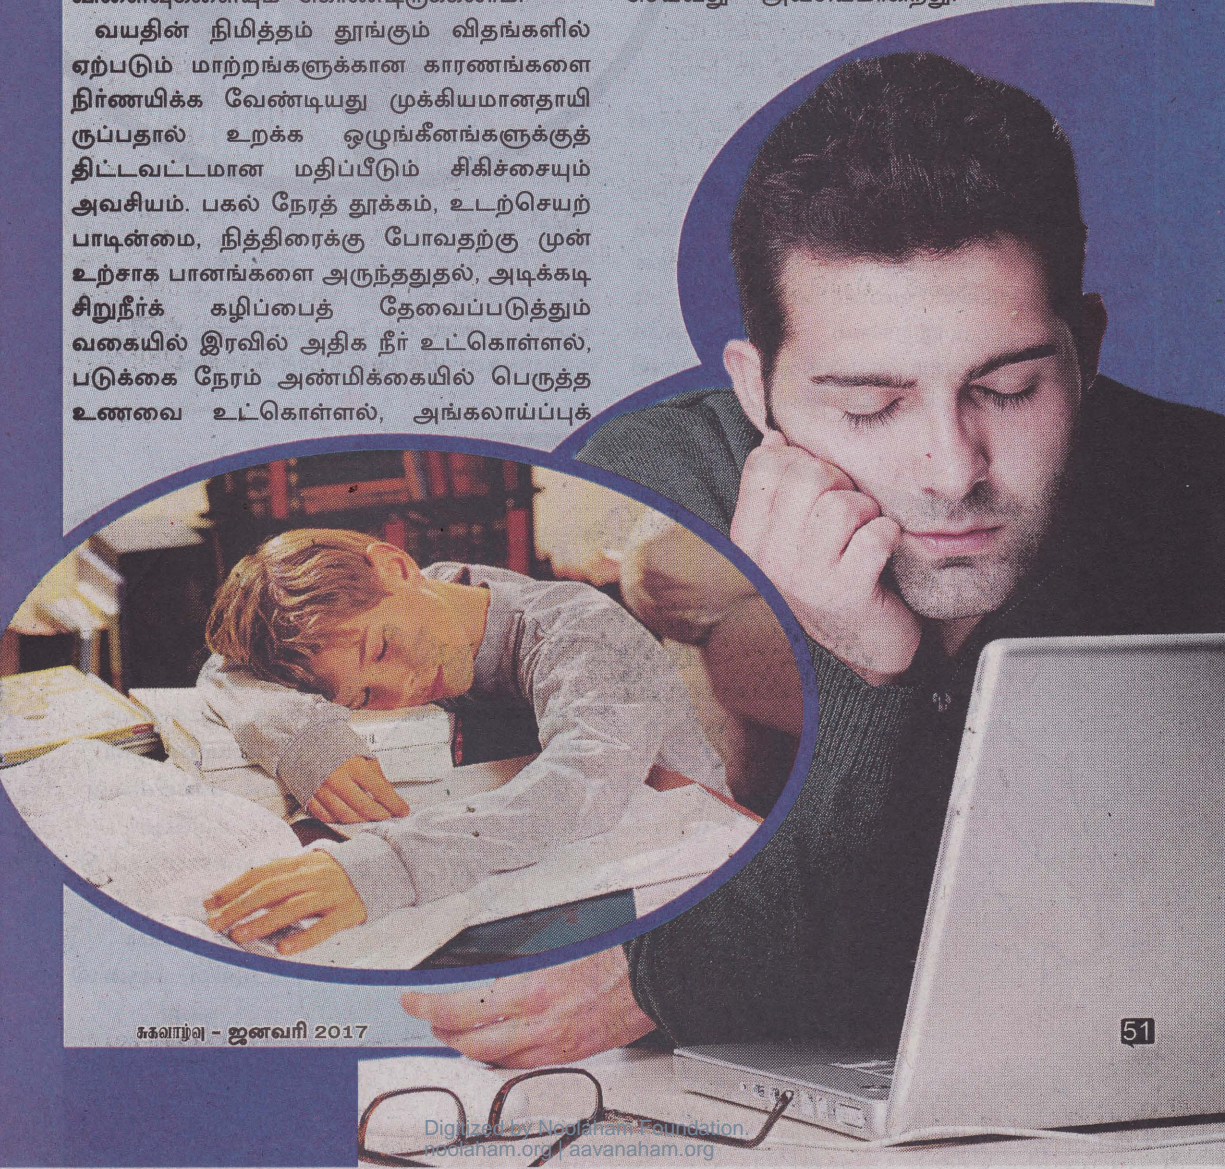 வயதின் நிமித்தம் தூங்கும் விதங்களில்
ஏற்படும் மாற்றங்களுக்கான காரணங்களை
நிர்ணயிக்க வேண்டியது முக்கியமானதாயி
ருப்பதால் உறக்க ஒழுங்கீனங்களுக்குத்
திட்டவட்டமான மதிப்பீடும் சிகிச்சையும்
அவசியம். பகல் நேரத் தூக்கம், உடற்செயற்
பாடின்மை, நித்திரைக்கு போவதற்கு முன்
உற்சாக பானங்களை அருந்ததுதல், அடிக்கடி
சிறுநீர்க் கழிப்பைத் தேவைப்படுத்தும்
வகையில் இரவில் அதிக நீர் உட்கொள்ளல்,
படுக்கை நேரம் அண்மிக்கையில் பெருத்த
உணவை உட்கொள்ளல், அங்கலாய்ப்புக்
சுகவாழ்வு – ஜனவரி 2017
51
Digitized by Noolaham Foundation.
noolaham.org | aavanaham.org